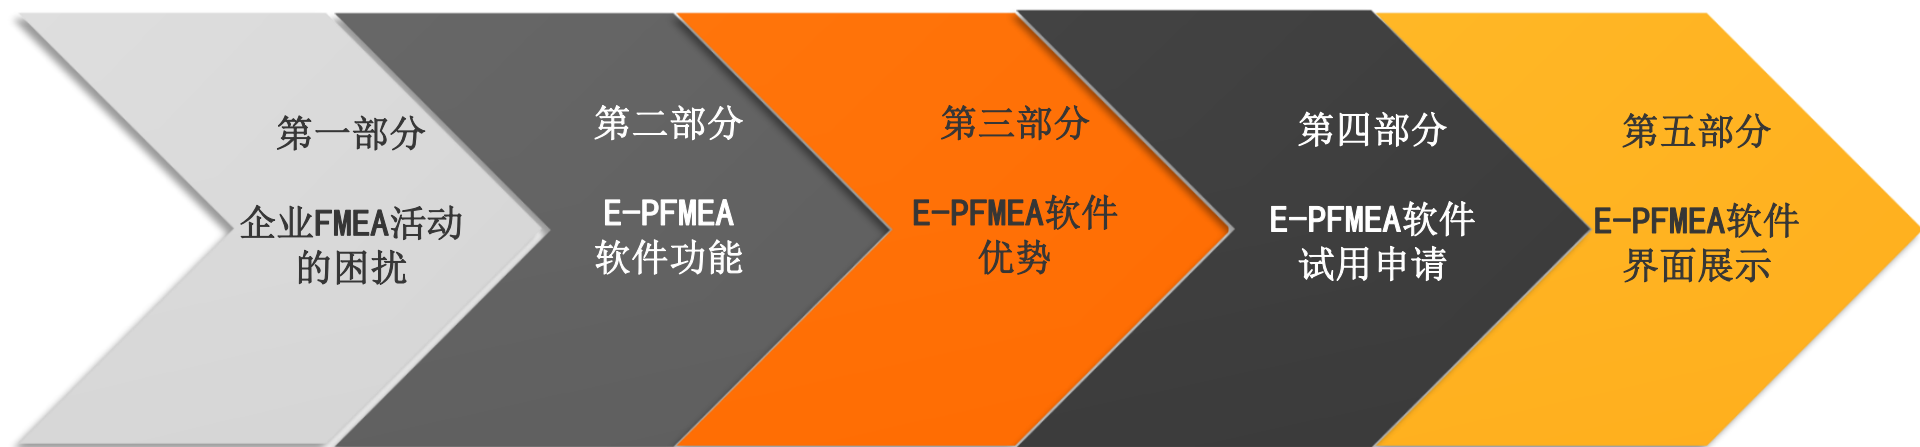 第一部分
企业FMEA活动
的困扰
第二部分
E-PFMEA
软件功能
第三部分
E-PFMEA软件
优势
第四部分
E-PFMEA软件
试用申请
第五部分
E-PFMEA软件
界面展示